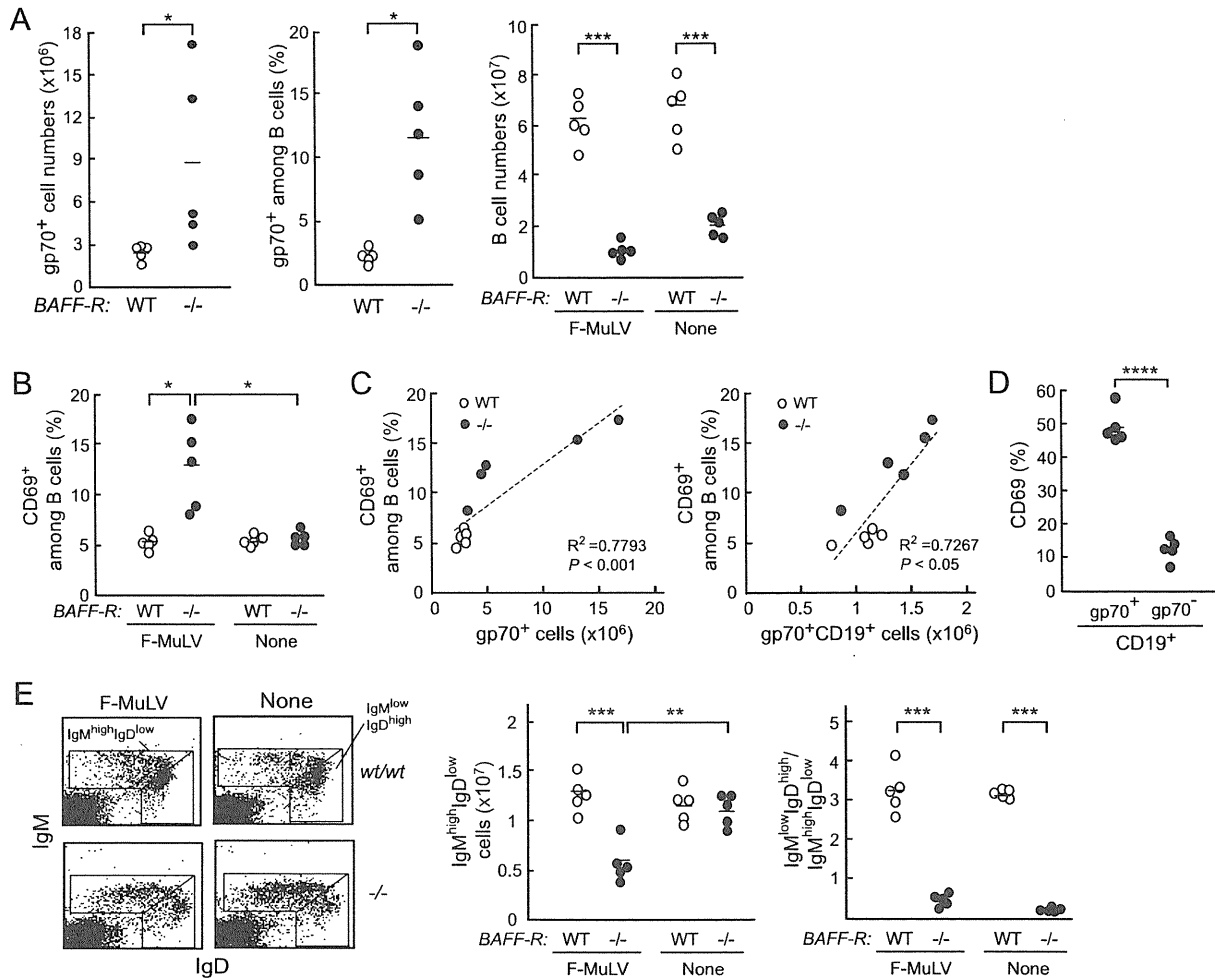 A
gp70⁺ cell numbers (x10⁶)
18
15
12
9
6
3
0
*
BAFF-R: WT -/-
gp70⁺ among B cells (%)
20
15
10
5
0
*
WT -/-
B cell numbers (x10⁷)
10
8
6
4
2
0
*** ***
WT -/- WT -/-
F-MuLV None
B
CD69⁺
among B cells (%)
20
15
10
5
0
* *
BAFF-R: WT -/- WT -/-
F-MuLV None
C
CD69⁺
among B cells (%)
20
15
10
5
0
WT
-/-
R²=0.7793
P < 0.001
0 5 10 15 20
gp70⁺ cells (x10⁶)
CD69⁺
among B cells (%)
20
15
10
5
0
WT
-/-
R²=0.7267
P < 0.05
0 0.5 1 1.5 2
gp70⁺CD19⁺ cells (x10⁶)
D
CD69 (%)
60
50
40
30
20
10
0
****
gp70⁺ gp70⁻
CD19⁺
E
F-MuLV None
IgM^high IgD^low
IgM^low
IgD^high
wt/wt
-/-
IgM
IgD
IgM^high IgD^low
cells (x10⁷)
2
1.5
1
0.5
0
*** **
BAFF-R: WT -/- WT -/-
F-MuLV None
IgM^low IgD^high/
IgM^high IgD^low
5
4
3
2
1
*** ***
WT -/- WT -/-
F-MuLV None